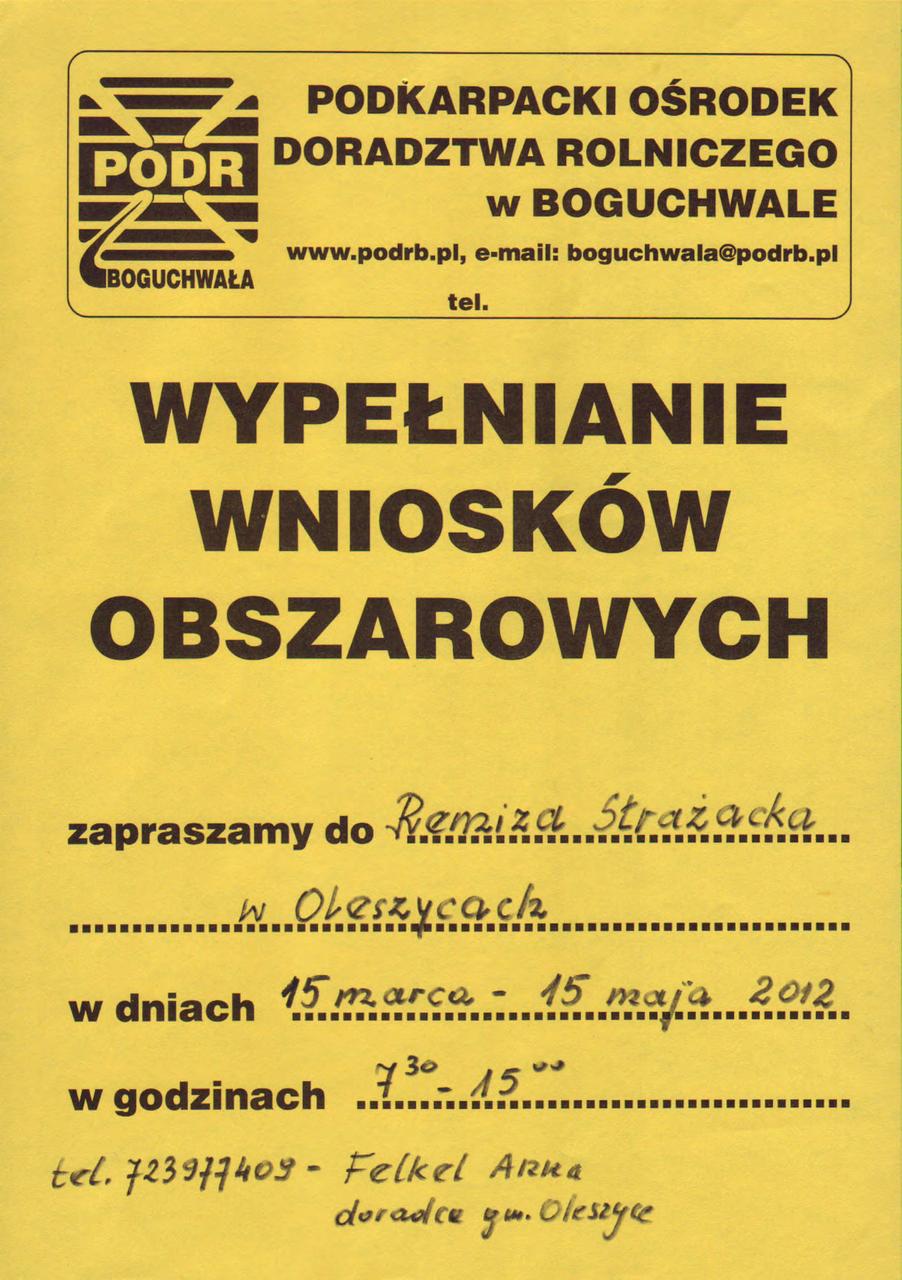 PODR
BOGUCHWAŁA
PODKARPACKI OŚRODEK
DORADZTWA ROLNICZEGO
w BOGUCHWALE
www.podrb.pl, e-mail: boguchwala@podrb.pl
tel.
WYPEŁNIANIE
WNIOSKÓW
OBSZAROWYCH
zapraszamy do Remiza Strażacka
w Oleszycach
w dniach 15 marca - 15 maja 2012
w godzinach 7³⁰ - 15⁰⁰
tel. 723977409 - Felkel Anna
doradca gm. Oleszyce